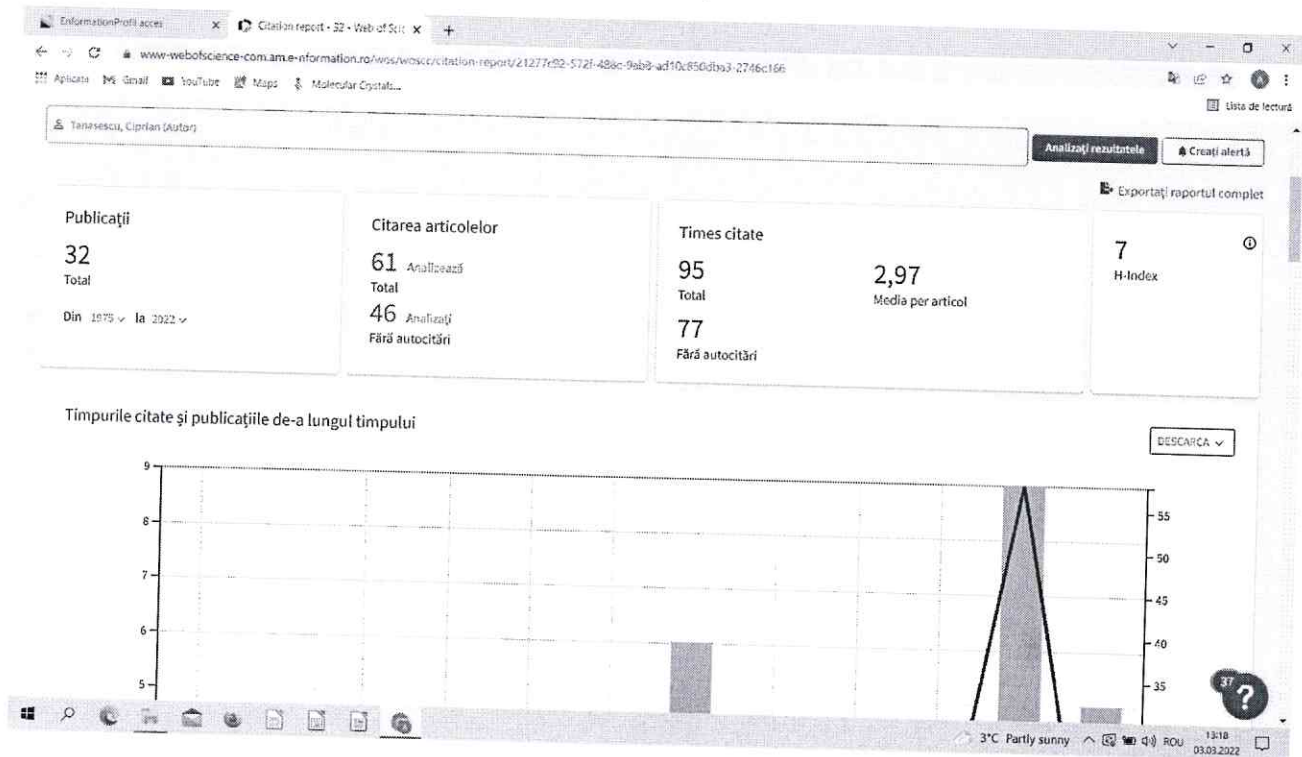 EnformationProfil acces
Citation report - 32 - Web of Scie
www-webofscience-com.am.e-nformation.ro/wos/woscc/citation-report/21277c92-572f-488c-9ab8-ad10c850dba3-2746c166
Aplicații Gmail YouTube Maps Molecular Crystals...
Lista de lectură
Tanasescu, Ciprian (Autor)
Analizați rezultatele
Creați alertă
Exportați raportul complet
Publicații
32
Total
Din 1975 la 2022
Citarea articolelor
61 Analizează
Total
46 Analizați
Fără autocitări
Times citate
95
Total
77
Fără autocitări
2,97
Media per articol
7
H-Index
Timpurile citate și publicațiile de-a lungul timpului
DESCARCA
9
8
7
6
5
55
50
45
40
35
37
?
3°C Partly sunny
ROU
13:18
03.03.2022